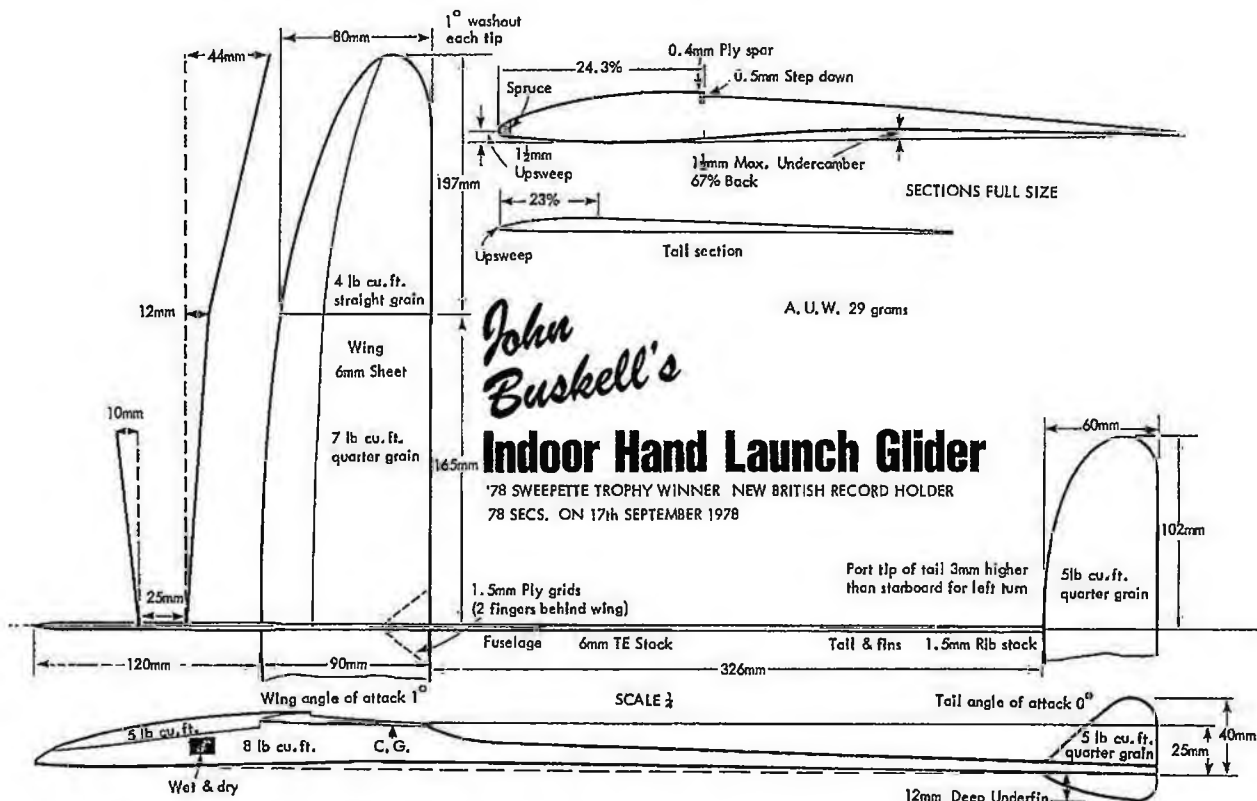 1° washout
each tip
80mm
44mm
0.4mm Ply spar
24.3%
0.5mm Step down
Spruce
1½mm
Upsweep
1½mm Max. Undercamber
67% Back
SECTIONS FULL SIZE
197mm
23%
Upsweep
Tail section
4 lb cu.ft.
straight grain
12mm
A.U.W. 29 grams
John
Buskell's
Wing
6mm Sheet
10mm
7 lb cu.ft.
quarter grain
165mm
Indoor Hand Launch Glider
'78 SWEEPETTE TROPHY WINNER NEW BRITISH RECORD HOLDER
78 SECS. ON 17th SEPTEMBER 1978
60mm
102mm
Port tip of tail 3mm higher
than starboard for left turn
5lb cu.ft.
quarter grain
25mm
1.5mm Ply grids
(2 fingers behind wing)
Fuselage 6mm TE Stock
Tail & fins 1.5mm Rib stock
120mm
90mm
326mm
Wing angle of attack 1°
SCALE ¼
Tail angle of attack 0°
5 lb cu.ft.
8 lb cu.ft.
C.G.
5 lb cu.ft.
quarter grain
40mm
25mm
Wet & dry
12mm Deep Underfin